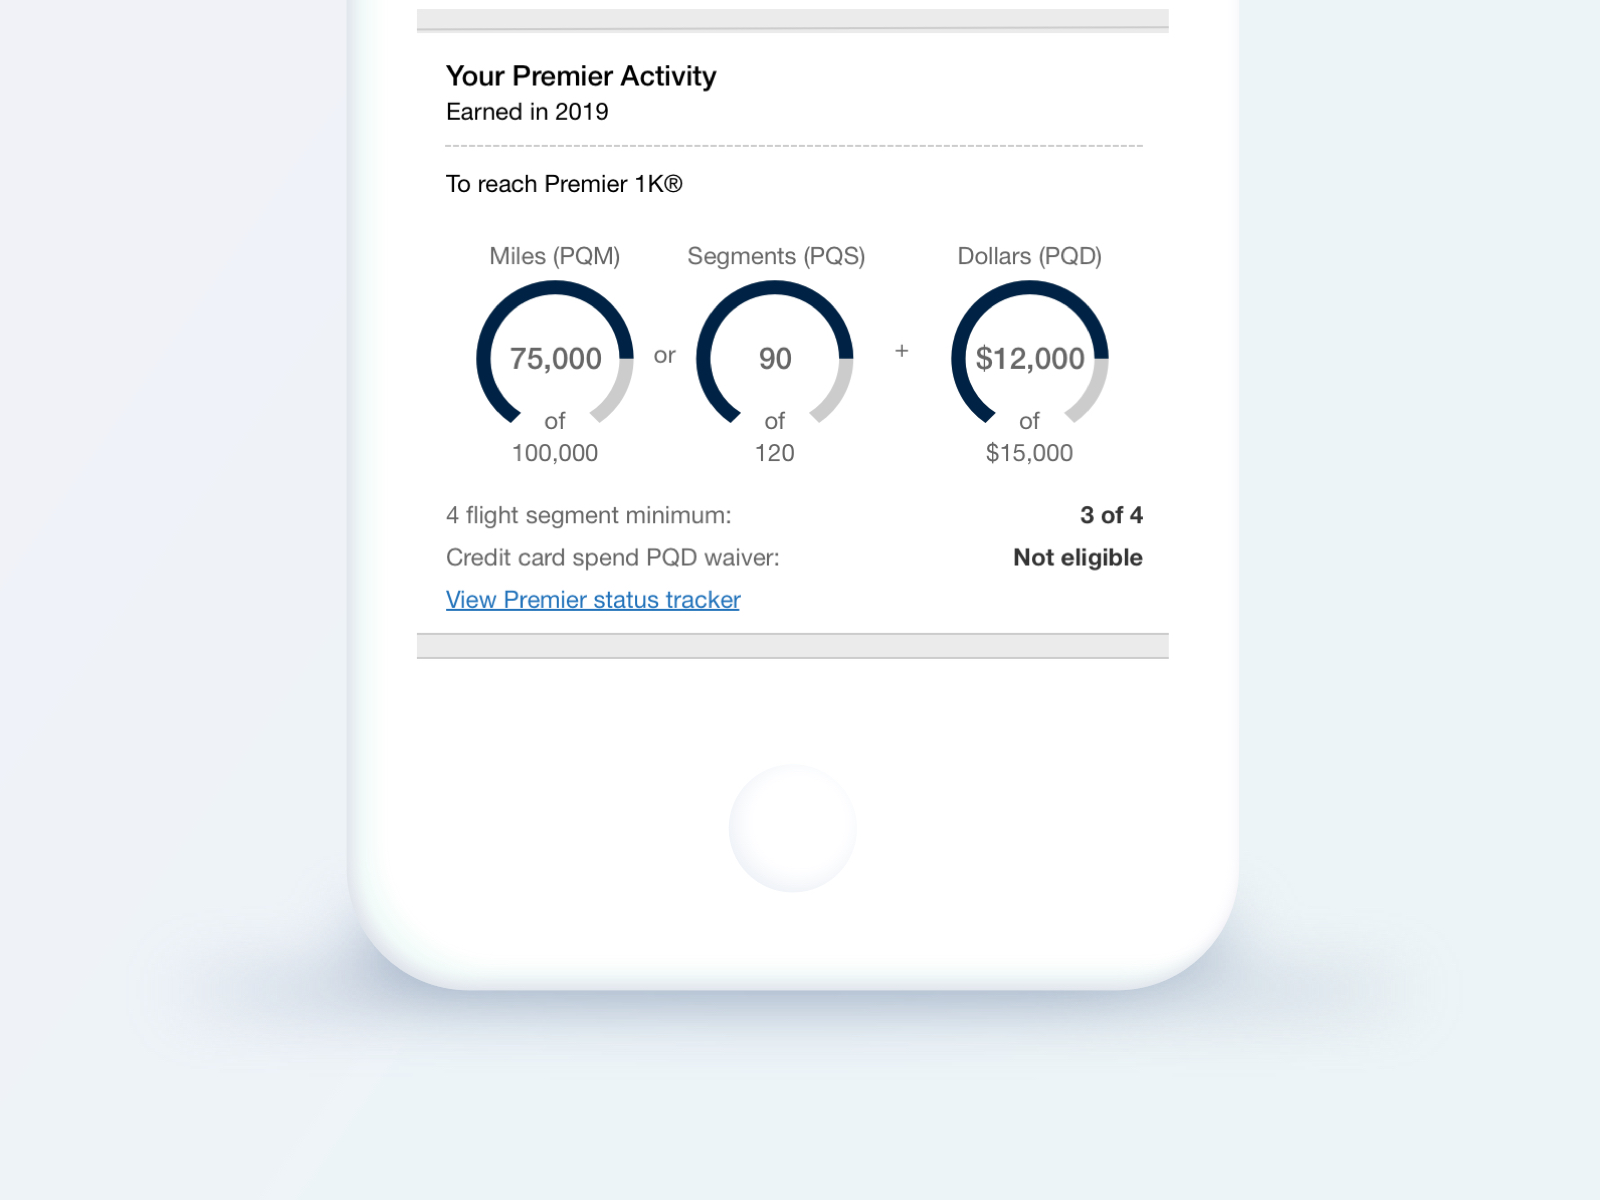 Your Premier Activity
Earned in 2019
To reach Premier 1K®
Miles (PQM)
75,000
of
100,000
or
Segments (PQS)
90
of
120
+
Dollars (PQD)
$12,000
of
$15,000
4 flight segment minimum: 3 of 4
Credit card spend PQD waiver: Not eligible
View Premier status tracker